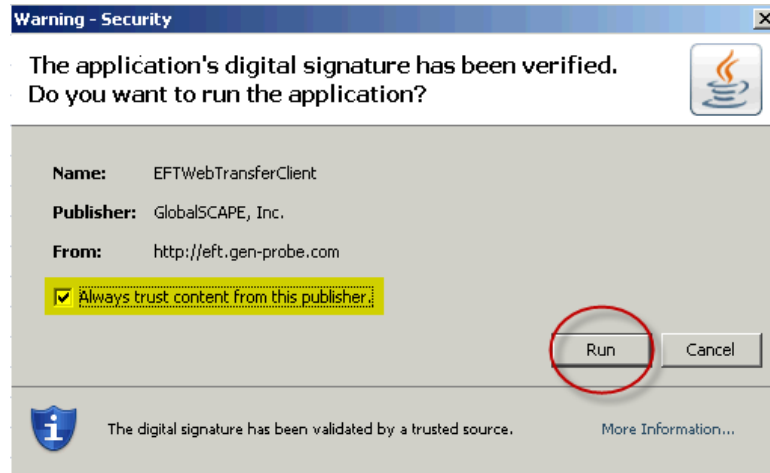 Warning - Security
The application's digital signature has been verified.
Do you want to run the application?
Name: EFTWebTransferClient
Publisher: GlobalSCAPE, Inc.
From: http://eft.gen-probe.com
Always trust content from this publisher.
Run Cancel
The digital signature has been validated by a trusted source. More Information...